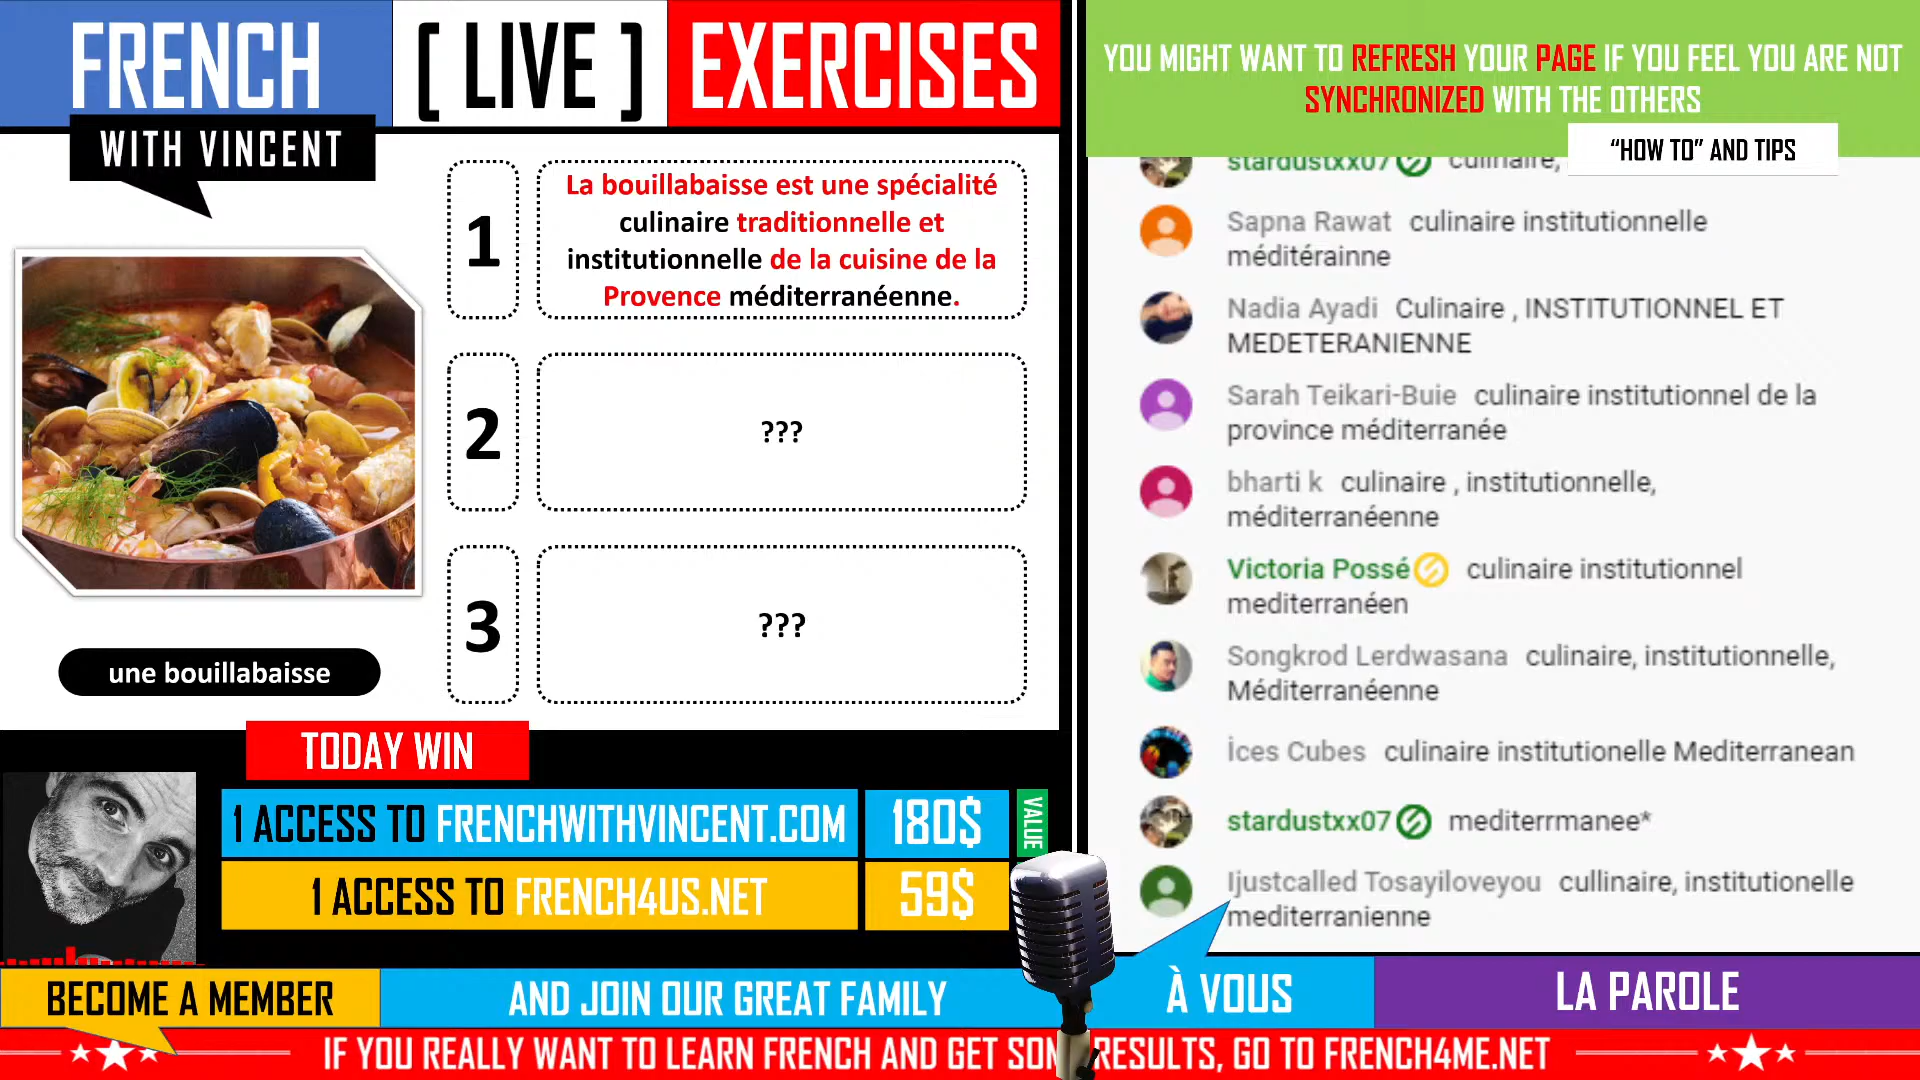 FRENCH
WITH VINCENT
[ LIVE ]
EXERCISES
1
La bouillabaisse est une spécialité
culinaire traditionnelle et
institutionnelle de la cuisine de la
Provence méditerranéenne.
2
???
3
???
une bouillabaisse
TODAY WIN
1 ACCESS TO FRENCHWITHVINCENT.COM
180$
VALUE
1 ACCESS TO FRENCH4US.NET
59$
BECOME A MEMBER
AND JOIN OUR GREAT FAMILY
YOU MIGHT WANT TO REFRESH YOUR PAGE IF YOU FEEL YOU ARE NOT
SYNCHRONIZED WITH THE OTHERS
"HOW TO" AND TIPS
stardustxx07 culinaire,
Sapna Rawat culinaire institutionnelle
méditérainne
Nadia Ayadi Culinaire , INSTITUTIONNEL ET
MEDETERANIENNE
Sarah Teikari-Buie culinaire institutionnel de la
province méditerranée
bharti k culinaire , institutionnelle,
méditerranéenne
Victoria Possé culinaire institutionnel
mediterranéen
Songkrod Lerdwasana culinaire, institutionnelle,
Méditerranéenne
İces Cubes culinaire institutionelle Mediterranean
stardustxx07 mediterrmanee*
Ijustcalled Tosayiloveyou cullinaire, institutionelle
mediterranienne
À VOUS
LA PAROLE
IF YOU REALLY WANT TO LEARN FRENCH AND GET RESULTS, GO TO FRENCH4ME.NET